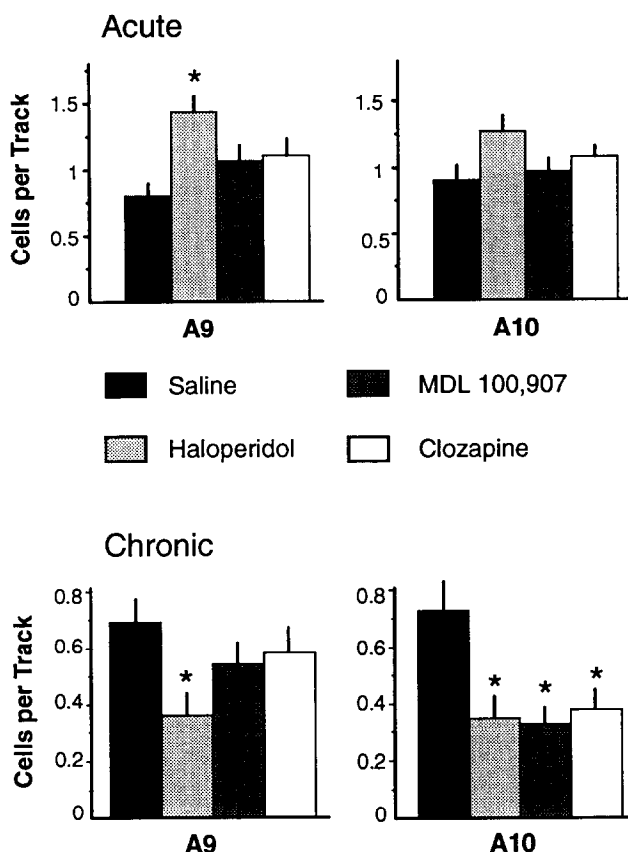 Acute
Cells per Track
1.5
1
0.5
0
*
A9
1.5
1
0.5
0
A10
Saline
MDL 100,907
Haloperidol
Clozapine
Chronic
Cells per Track
0.8
0.6
0.4
0.2
0
*
A9
0.8
0.6
0.4
0.2
0
* * *
A10